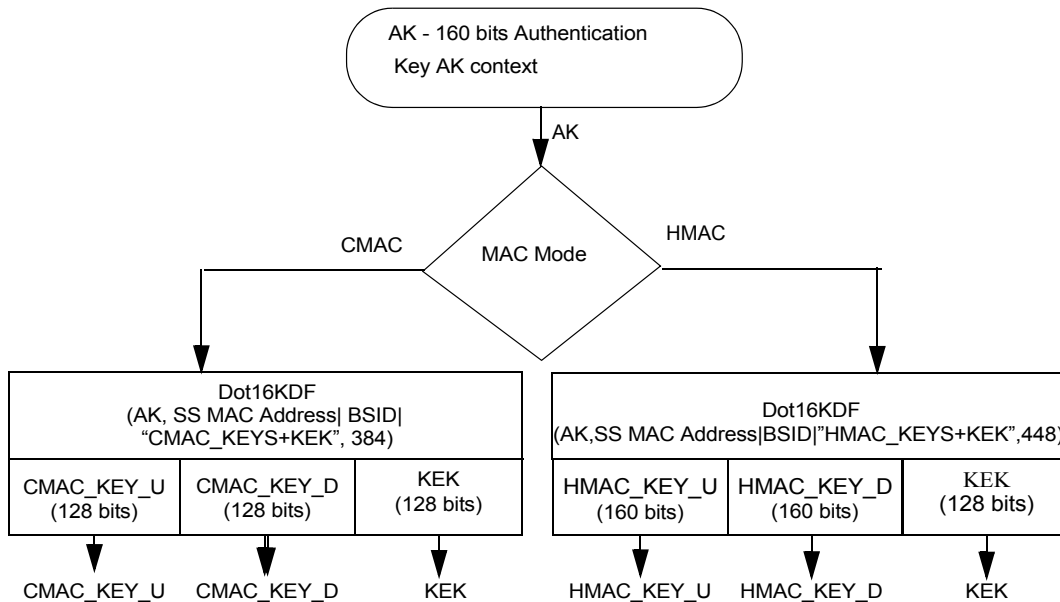 AK - 160 bits Authentication
Key AK context
AK
CMAC
MAC Mode
HMAC
Dot16KDF
(AK, SS MAC Address| BSID|
“CMAC_KEYS+KEK”, 384)
CMAC_KEY_U
(128 bits)
CMAC_KEY_D
(128 bits)
KEK
(128 bits)
Dot16KDF
(AK,SS MAC Address|BSID|”HMAC_KEYS+KEK”,448)
HMAC_KEY_U
(160 bits)
HMAC_KEY_D
(160 bits)
KEK
(128 bits)
CMAC_KEY_U
CMAC_KEY_D
KEK
HMAC_KEY_U
HMAC_KEY_D
KEK